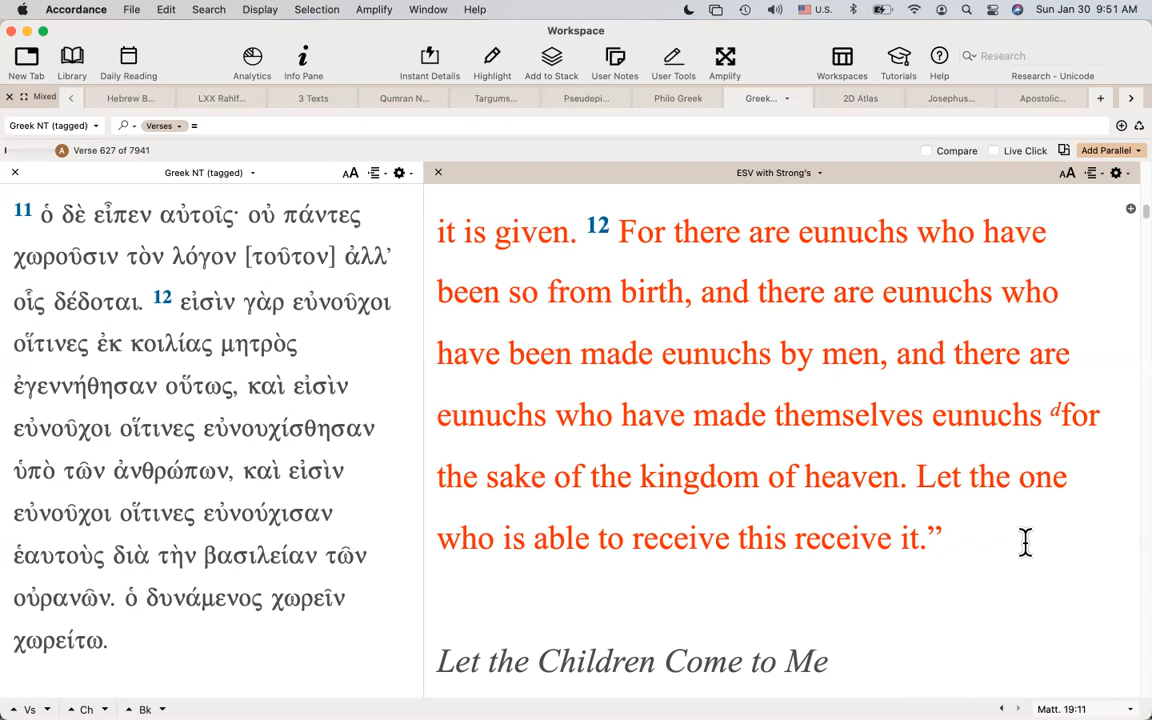 Accordance File Edit Search Display Selection Amplify Window Help U.S. Sun Jan 30 9:51 AM
Workspace
New Tab Library Daily Reading Analytics Info Pane Instant Details Highlight Add to Stack User Notes User Tools Amplify Workspaces Tutorials Help Research
Research - Unicode
Mixed Hebrew B... LXX Rahlf... 3 Texts Qumran N... Targums... Pseudepi... Philo Greek Greek... 2D Atlas Josephus... Apostolic...
Greek NT (tagged) Verses =
A Verse 627 of 7941 Compare Live Click Add Parallel
Greek NT (tagged) AA
11 ὁ δὲ εἶπεν αὐτοῖς· οὐ πάντες
χωροῦσιν τὸν λόγον [τοῦτον] ἀλλ’
οἷς δέδοται. 12 εἰσὶν γὰρ εὐνοῦχοι
οἵτινες ἐκ κοιλίας μητρὸς
ἐγεννήθησαν οὕτως, καὶ εἰσὶν
εὐνοῦχοι οἵτινες εὐνουχίσθησαν
ὑπὸ τῶν ἀνθρώπων, καὶ εἰσὶν
εὐνοῦχοι οἵτινες εὐνούχισαν
ἑαυτοὺς διὰ τὴν βασιλείαν τῶν
οὐρανῶν. ὁ δυνάμενος χωρεῖν
χωρείτω.
ESV with Strong's AA
it is given. 12 For there are eunuchs who have
been so from birth, and there are eunuchs who
have been made eunuchs by men, and there are
eunuchs who have made themselves eunuchs d for
the sake of the kingdom of heaven. Let the one
who is able to receive this receive it.”
Let the Children Come to Me
Vs Ch Bk Matt. 19:11